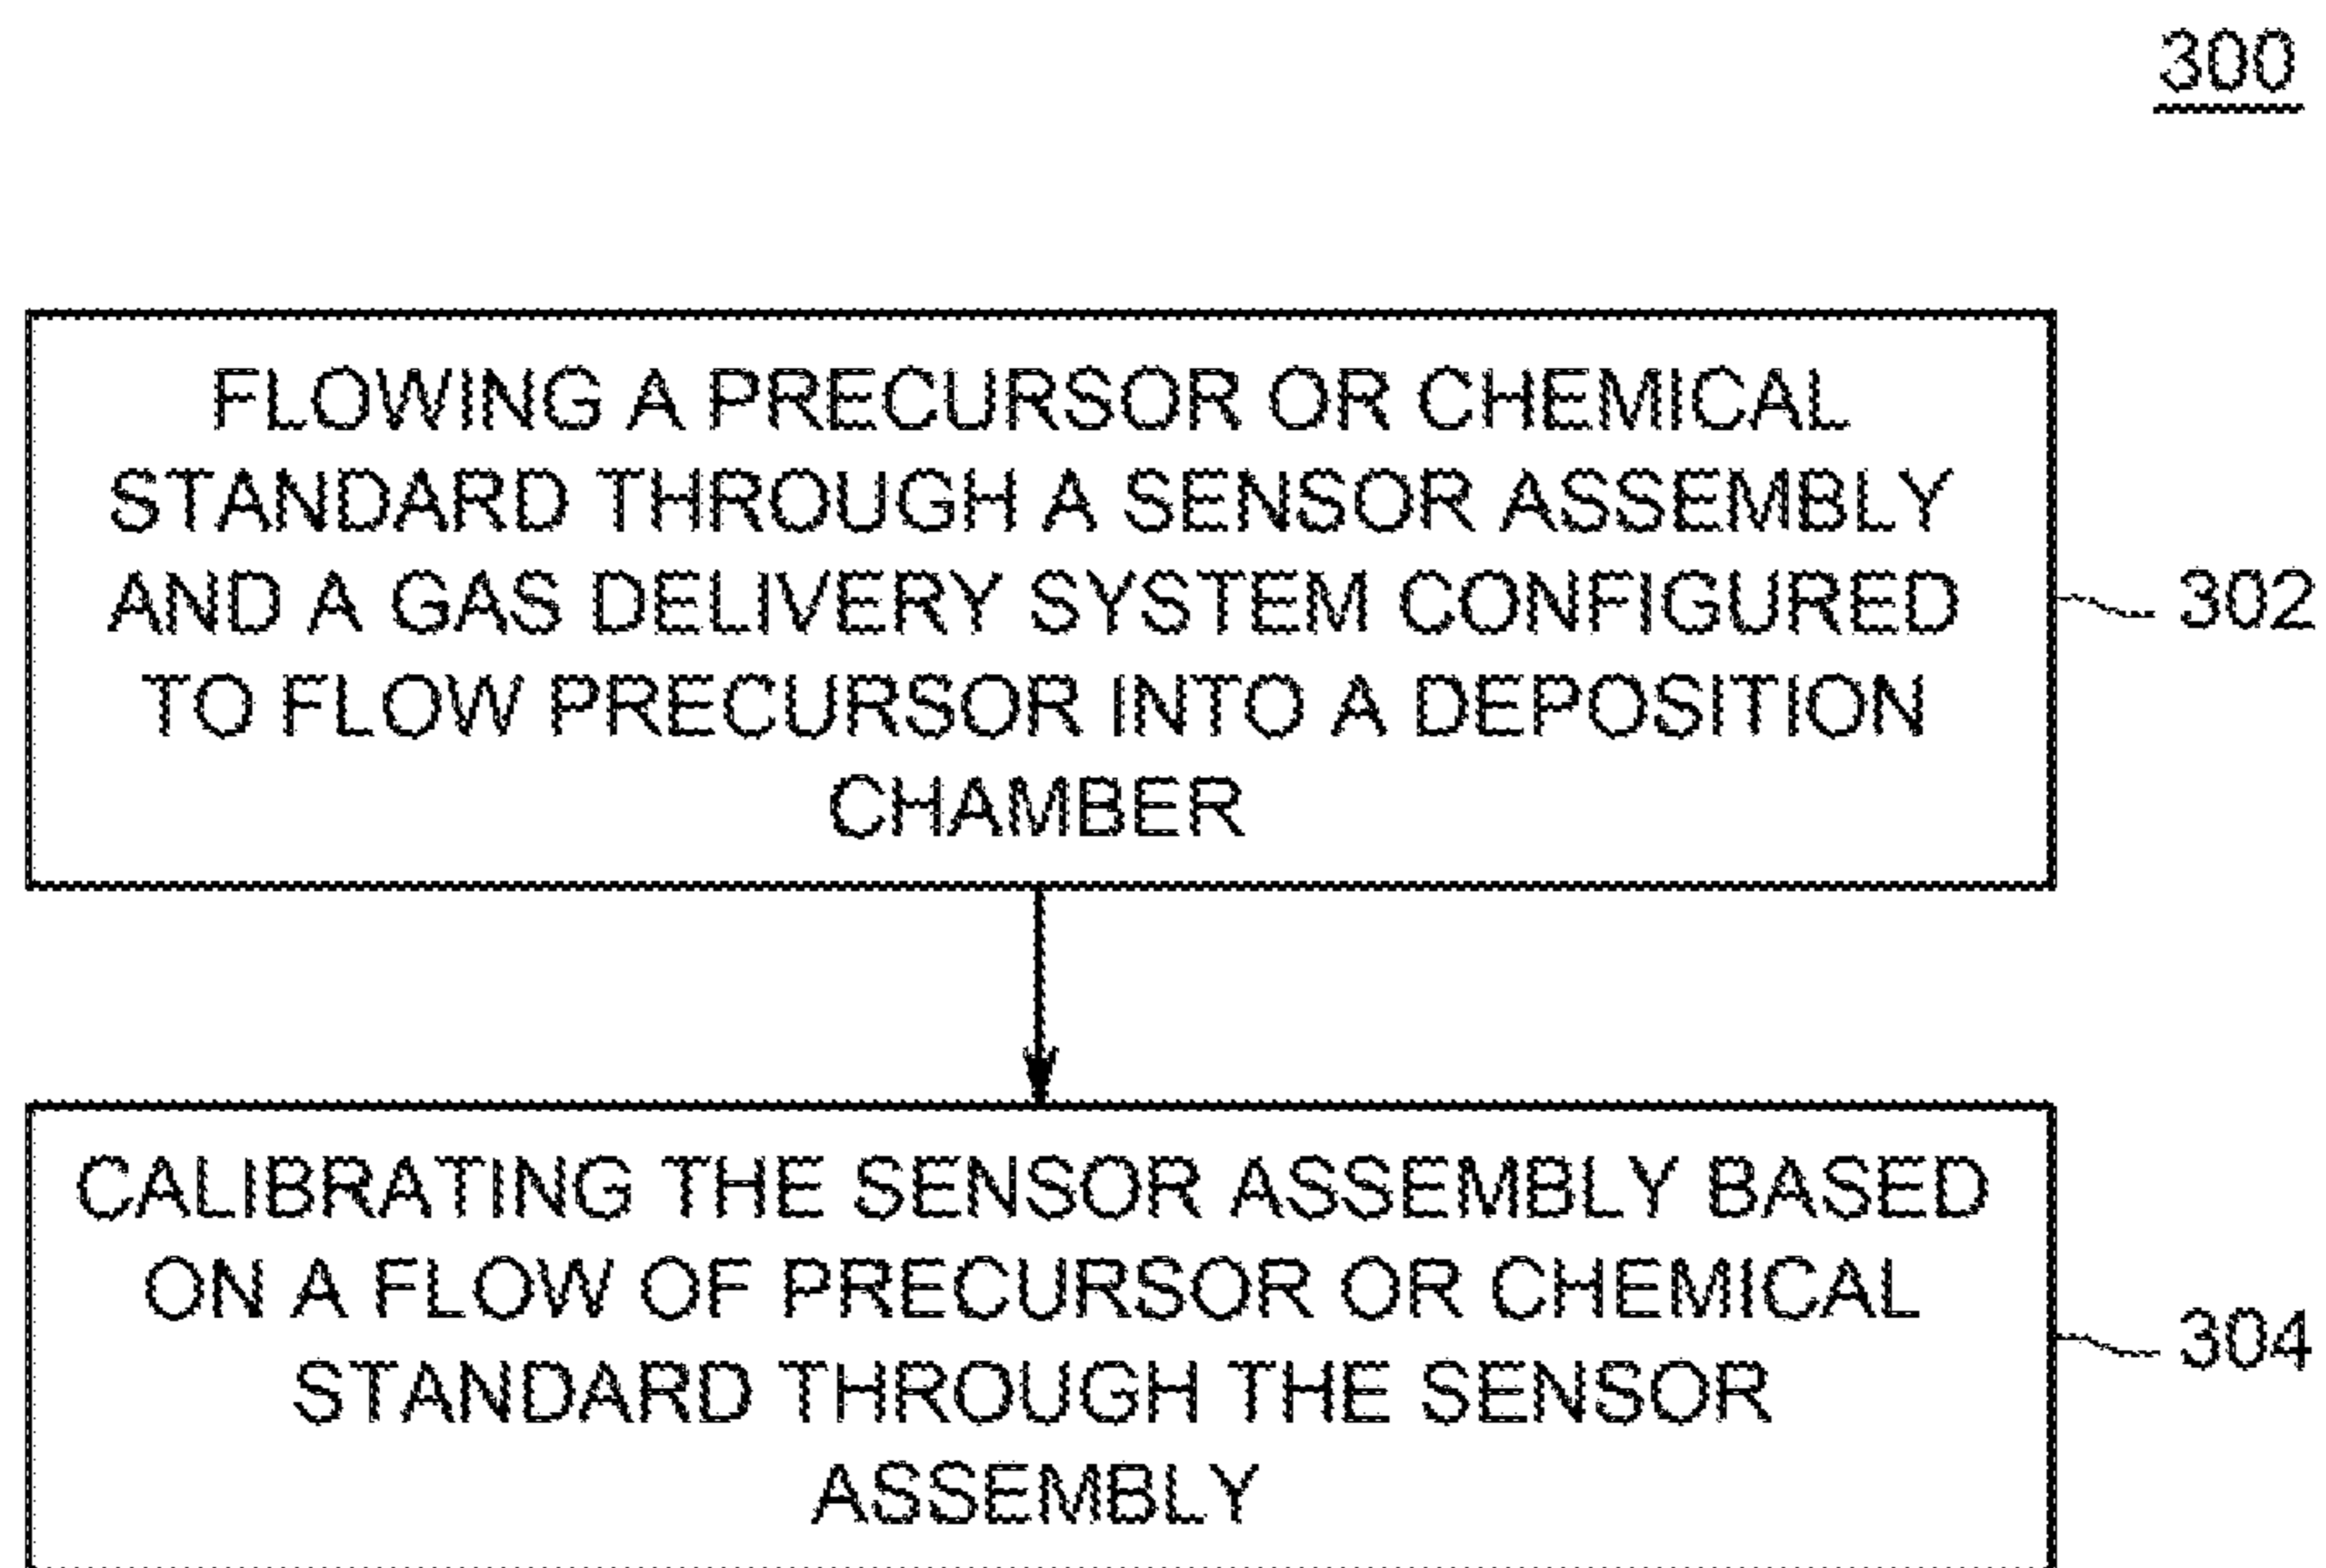 300
FLOWING A PRECURSOR OR CHEMICAL
STANDARD THROUGH A SENSOR ASSEMBLY
AND A GAS DELIVERY SYSTEM CONFIGURED
TO FLOW PRECURSOR INTO A DEPOSITION
CHAMBER
302
CALIBRATING THE SENSOR ASSEMBLY BASED
ON A FLOW OF PRECURSOR OR CHEMICAL
STANDARD THROUGH THE SENSOR
ASSEMBLY
304